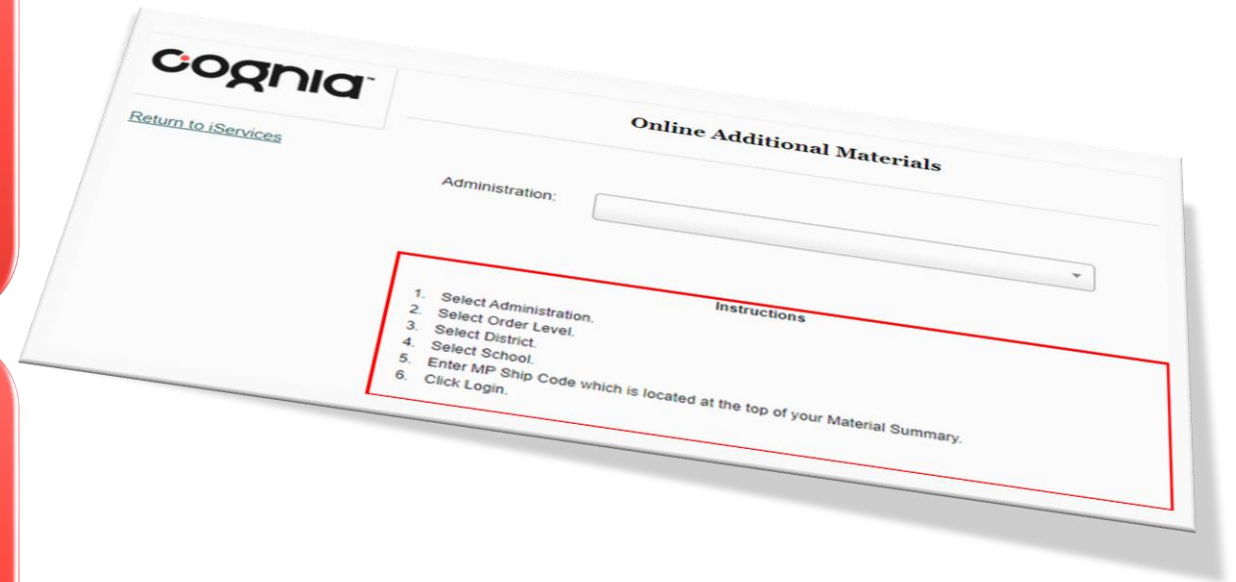 cognia™
Return to iServices
Online Additional Materials
Administration:
Instructions
1. Select Administration.
2. Select Order Level.
3. Select District.
4. Select School.
5. Enter MP Ship Code which is located at the top of your Material Summary.
6. Click Login.